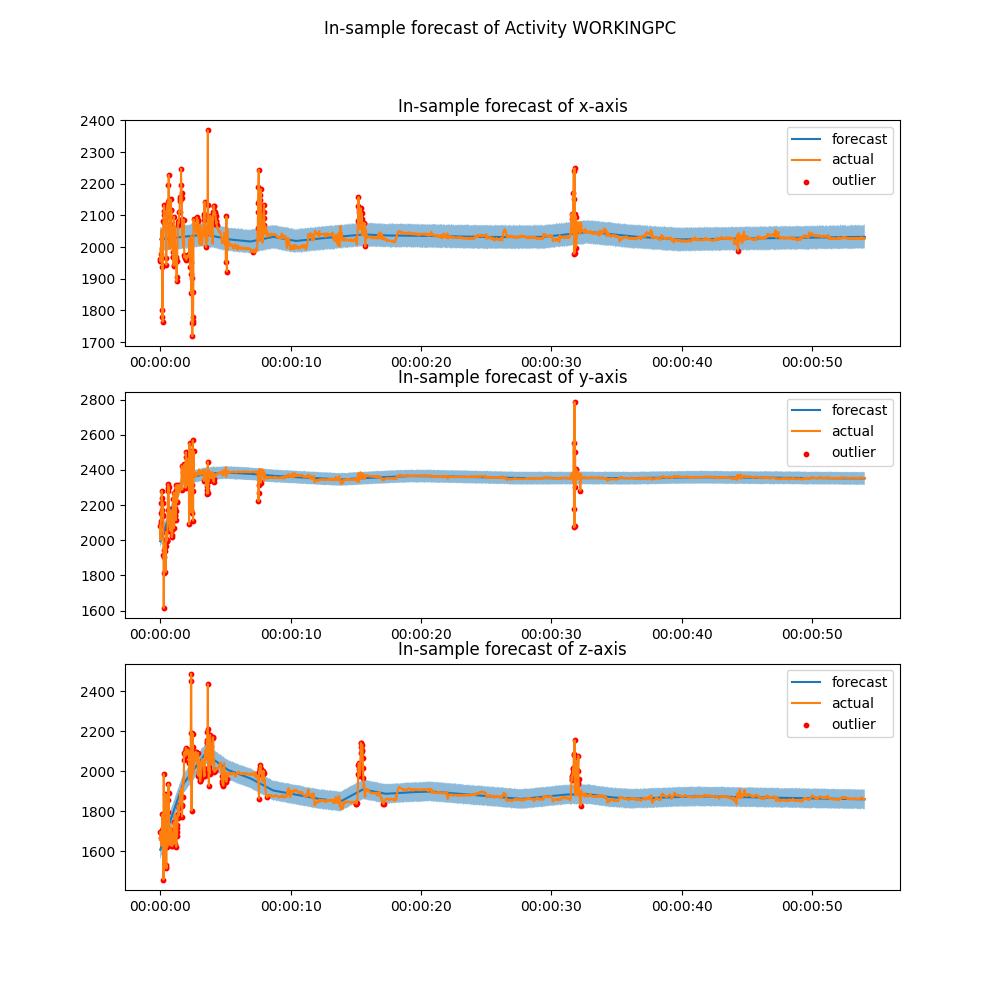 In-sample forecast of Activity WORKINGPC
In-sample forecast of x-axis
2400
2300
2200
2100
2000
1900
1800
1700
forecast
actual
outlier
00:00:00 00:00:10 00:00:20 00:00:30 00:00:40 00:00:50
In-sample forecast of y-axis
2800
2600
2400
2200
2000
1800
1600
forecast
actual
outlier
00:00:00 00:00:10 00:00:20 00:00:30 00:00:40 00:00:50
In-sample forecast of z-axis
2400
2200
2000
1800
1600
forecast
actual
outlier
00:00:00 00:00:10 00:00:20 00:00:30 00:00:40 00:00:50